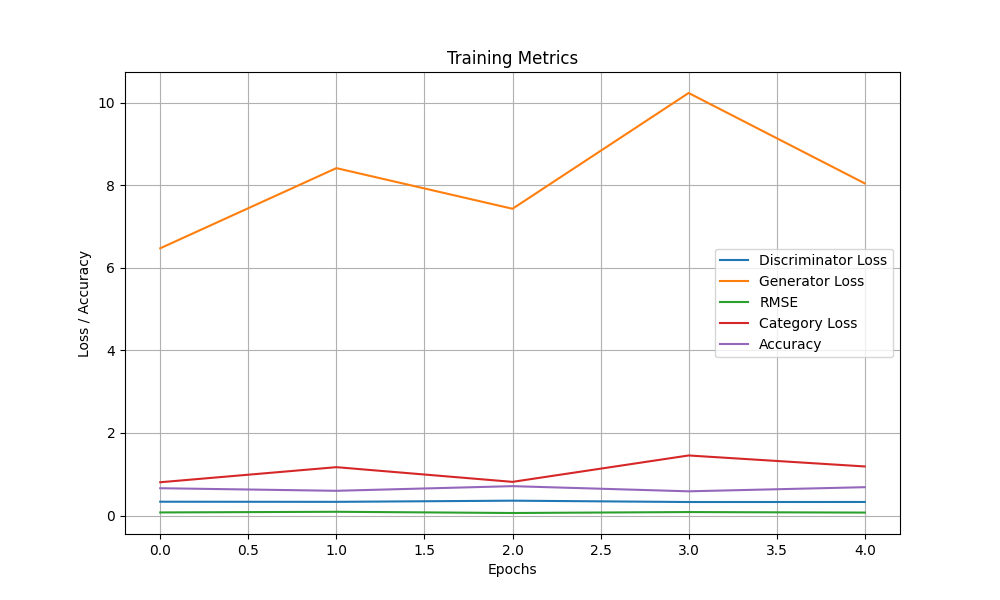 Training Metrics
Loss / Accuracy
10
8
6
4
2
0
Discriminator Loss
Generator Loss
RMSE
Category Loss
Accuracy
0.0 0.5 1.0 1.5 2.0 2.5 3.0 3.5 4.0
Epochs